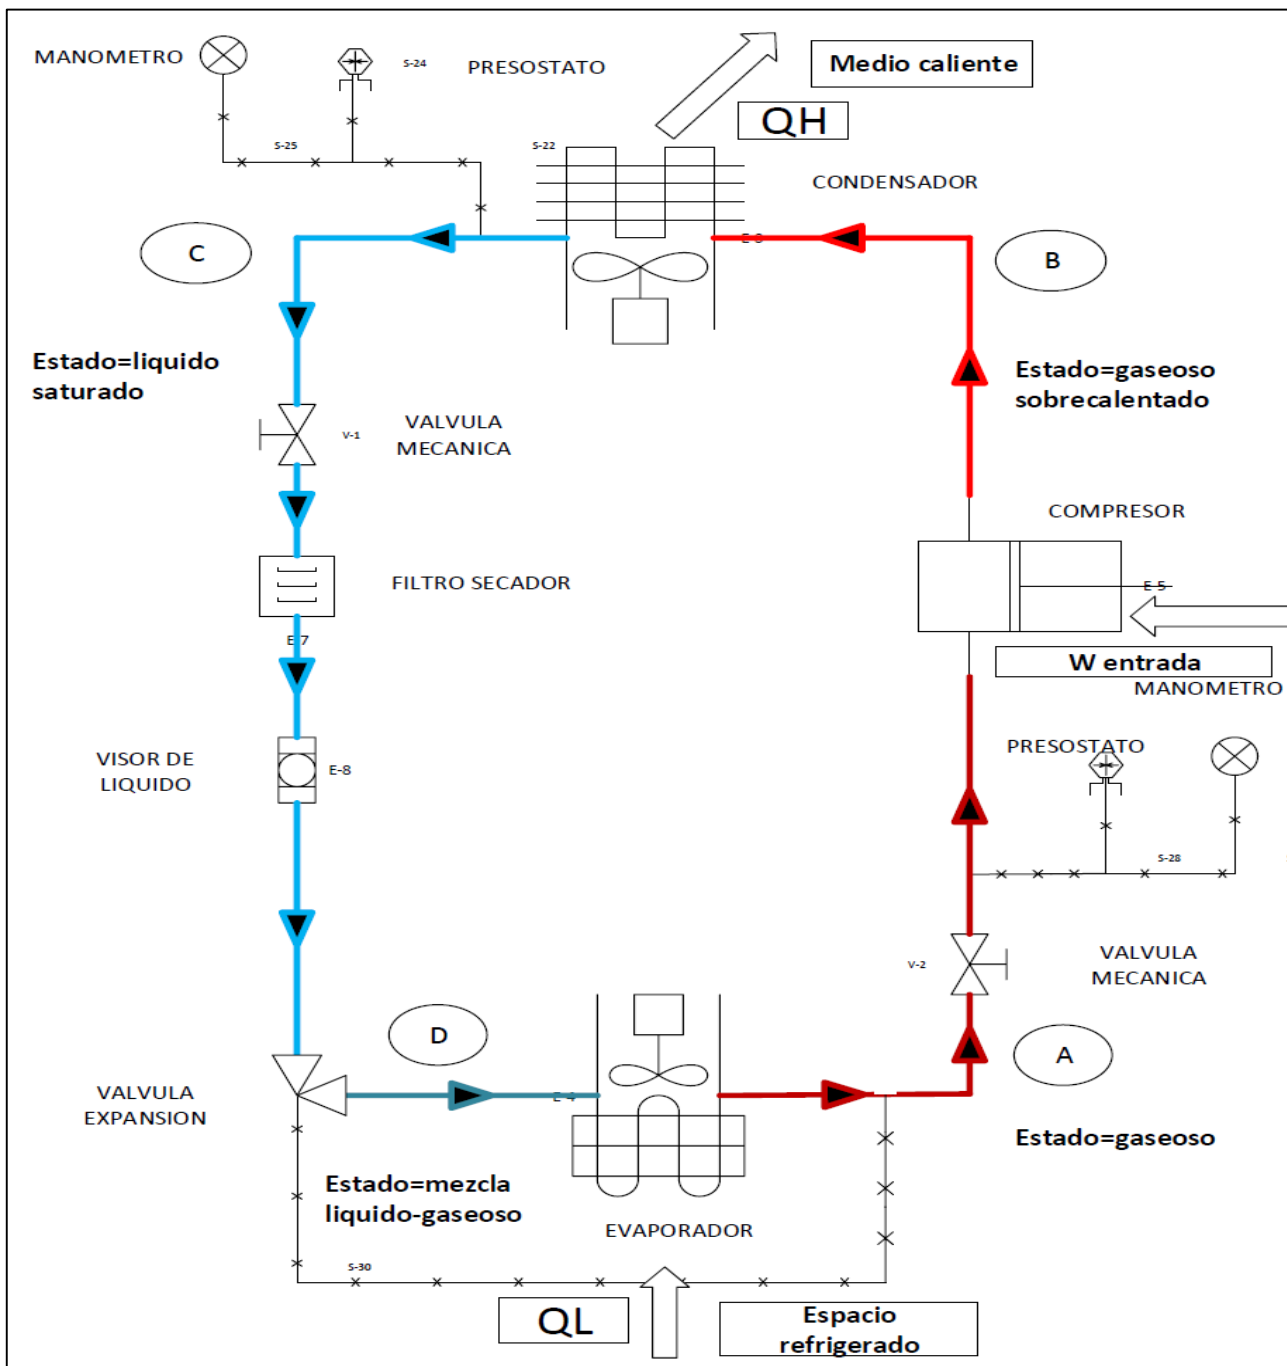 MANOMETRO
S-24
PRESOSTATO
Medio caliente
QH
S-25
S-22
CONDENSADOR
C
E-6
B
Estado=liquido
saturado
Estado=gaseoso
sobrecalentado
V-1
VALVULA
MECANICA
COMPRESOR
FILTRO SECADOR
E-5
E-7
W entrada
MANOMETRO
VISOR DE
LIQUIDO
E-8
PRESOSTATO
S-28
V-2
VALVULA
MECANICA
D
A
VALVULA
EXPANSION
E-4
Estado=gaseoso
Estado=mezcla
liquido-gaseoso
EVAPORADOR
S-30
QL
Espacio
refrigerado